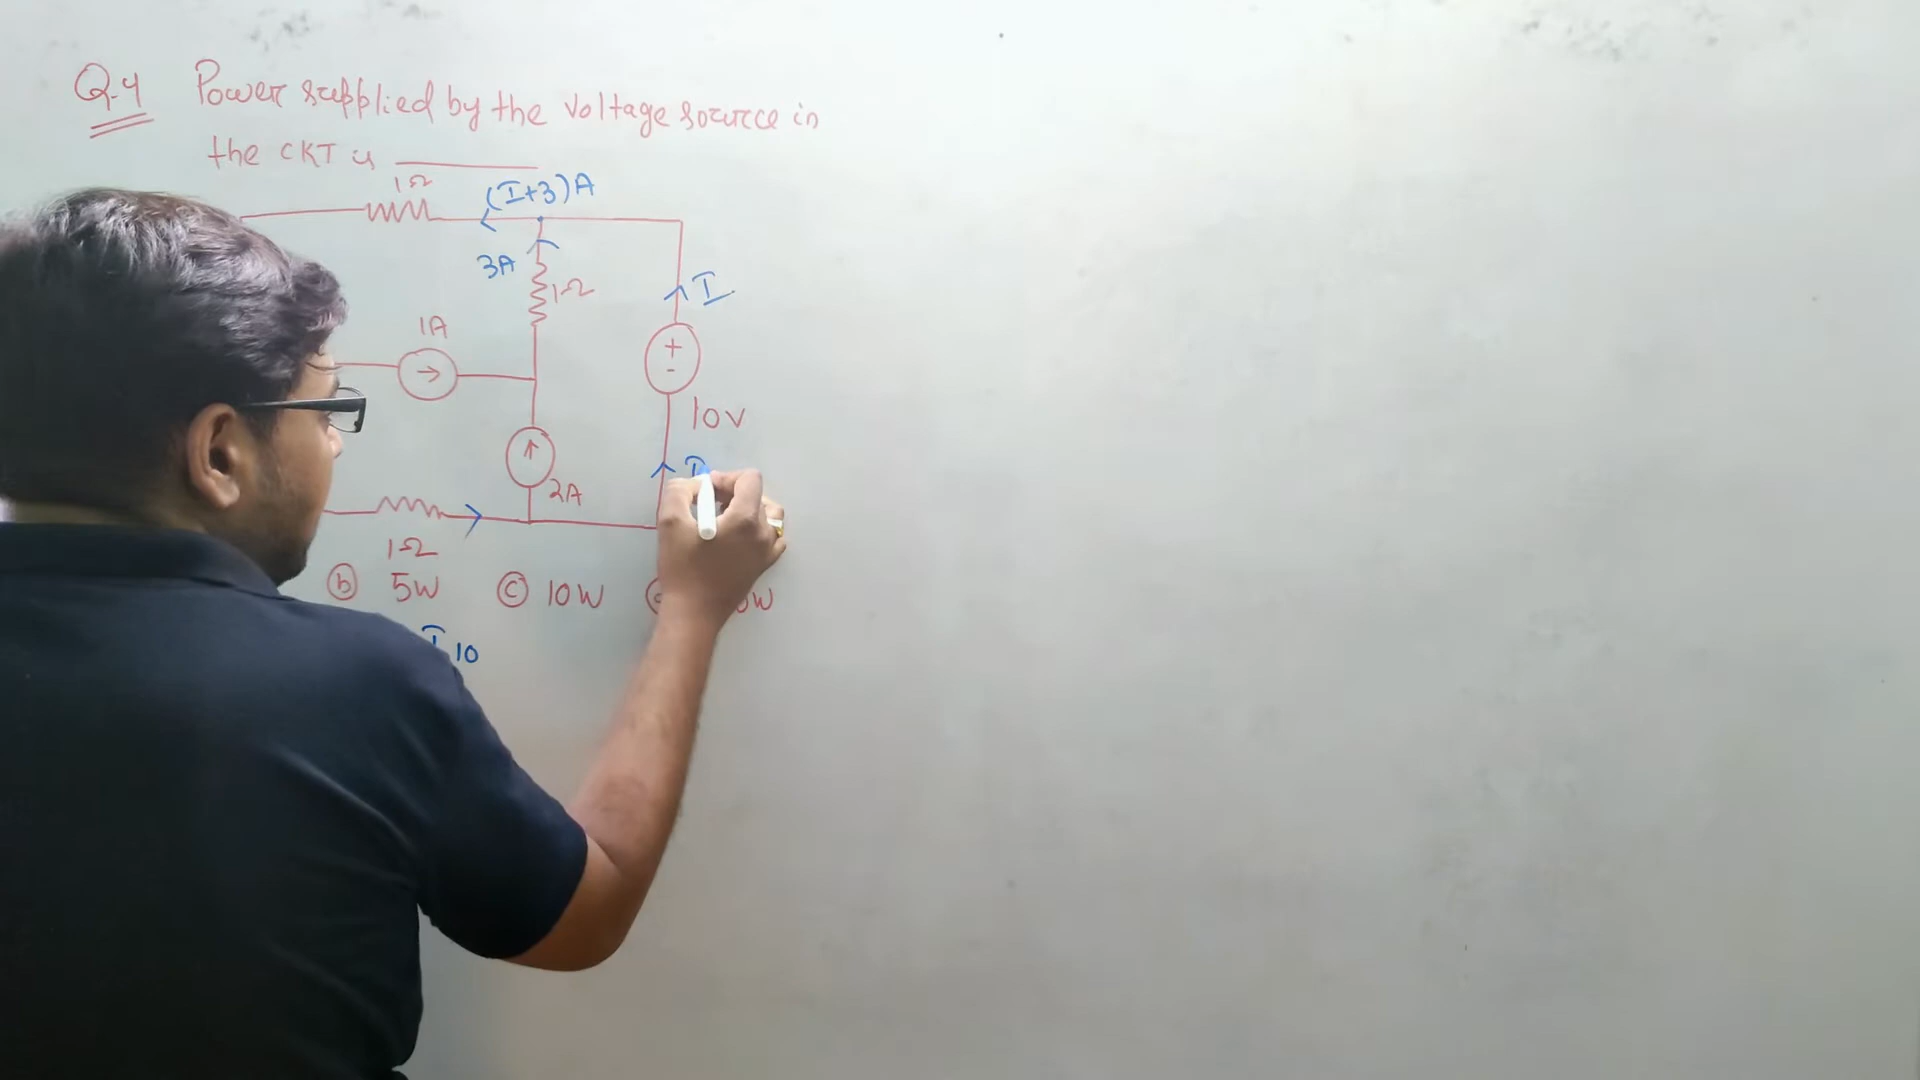 Q.4 Power supplied by the voltage source in
the CKT is
1Ω
(I+3)A
3A
1Ω
I
1A
+
-
10V
2A
1Ω
ⓑ 5W ⓒ 10W
I 10